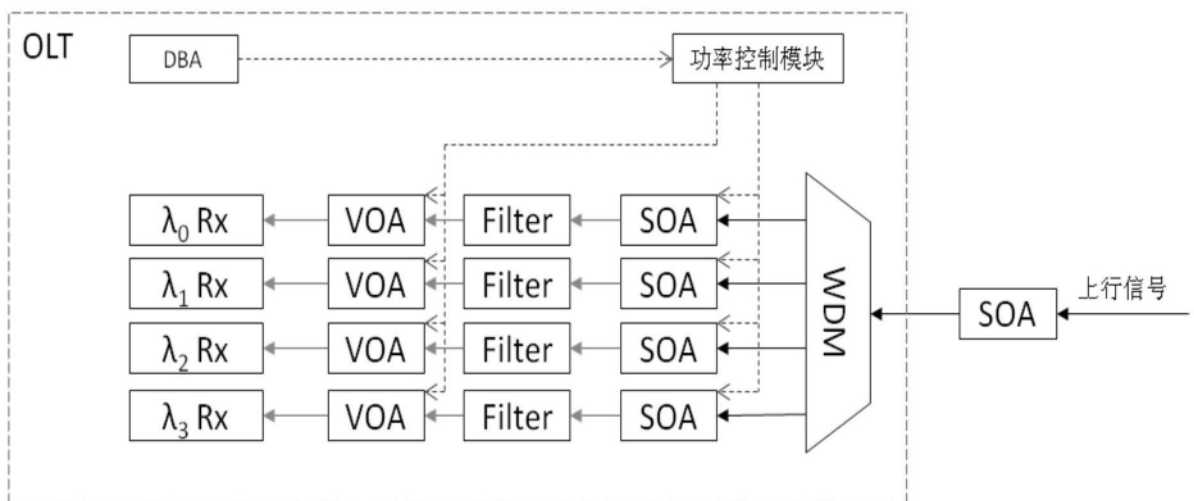 OLT
DBA
功率控制模块
λ0 Rx
VOA
Filter
SOA
λ1 Rx
VOA
Filter
SOA
λ2 Rx
VOA
Filter
SOA
λ3 Rx
VOA
Filter
SOA
WDM
SOA
上行信号